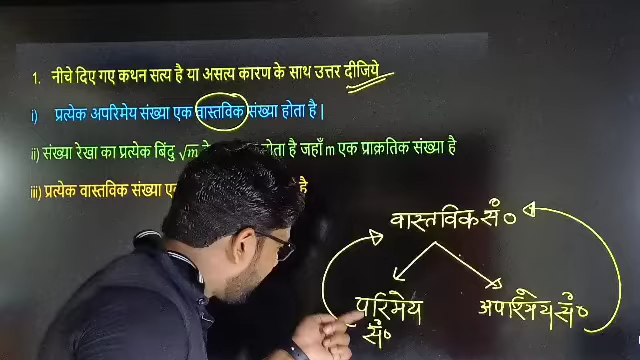 1. नीचे दिए गए कथन सत्य है या असत्य कारण के साथ उत्तर दीजिये
i) प्रत्येक अपरिमेय संख्या एक वास्तविक संख्या होता है |
ii) संख्या रेखा का प्रत्येक बिंदु √m होता है जहाँ m एक प्राक्रतिक संख्या है
iii) प्रत्येक वास्तविक संख्या है
वास्तविक सं०
परिमेय सं०
सं०